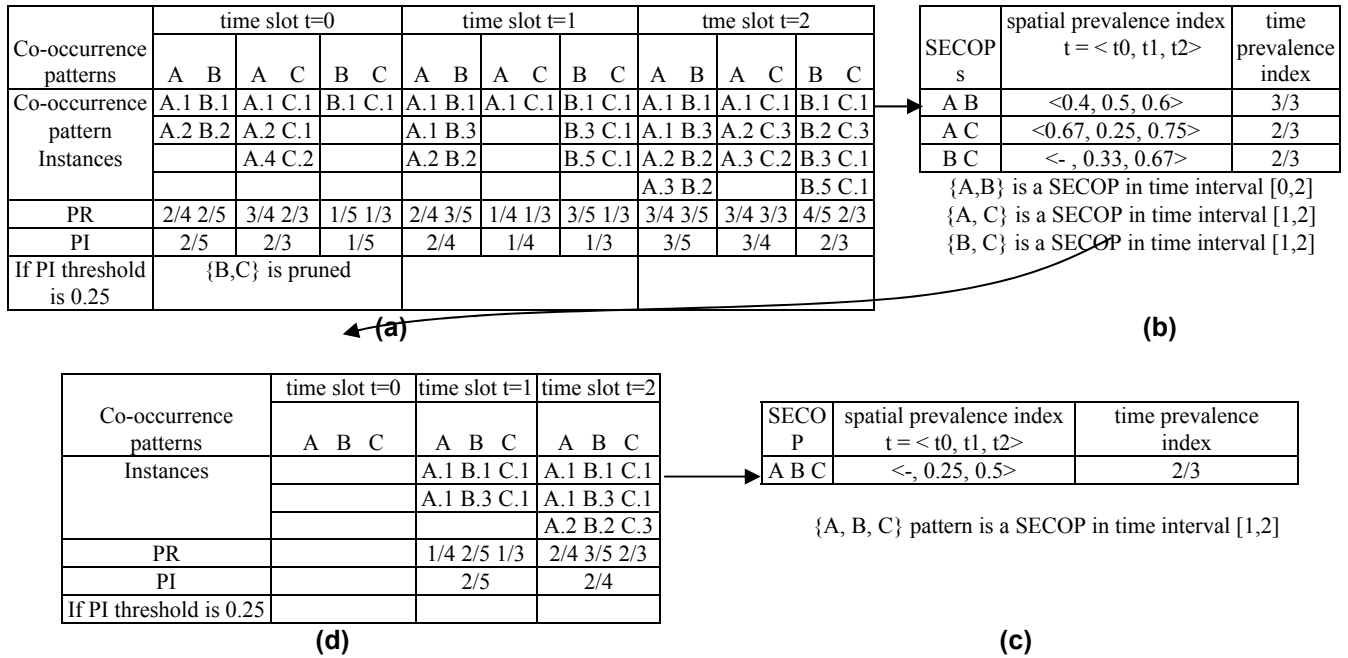 time slot t=0 time slot t=1 tme slot t=2
Co-occurrence patterns A B A C B C A B A C B C A B A C B C
Co-occurrence pattern Instances A.1 B.1 A.1 C.1 B.1 C.1 A.1 B.1 A.1 C.1 B.1 C.1 A.1 B.1 A.1 C.1 B.1 C.1
A.2 B.2 A.2 C.1 A.1 B.3 B.3 C.1 A.1 B.3 A.2 C.3 B.2 C.3
A.4 C.2 A.2 B.2 B.5 C.1 A.2 B.2 A.3 C.2 B.3 C.1
A.3 B.2 B.5 C.1
PR 2/4 2/5 3/4 2/3 1/5 1/3 2/4 3/5 1/4 1/3 3/5 1/3 3/4 3/5 3/4 3/3 4/5 2/3
PI 2/5 2/3 1/5 2/4 1/4 1/3 3/5 3/4 2/3
If PI threshold is 0.25 {B,C} is pruned
(a)
SECOP s spatial prevalence index t = < t0, t1, t2> time prevalence index
A B <0.4, 0.5, 0.6> 3/3
A C <0.67, 0.25, 0.75> 2/3
B C <- , 0.33, 0.67> 2/3
{A,B} is a SECOP in time interval [0,2]
{A, C} is a SECOP in time interval [1,2]
{B, C} is a SECOP in time interval [1,2]
(b)
time slot t=0 time slot t=1 time slot t=2
Co-occurrence patterns A B C A B C A B C
Instances A.1 B.1 C.1 A.1 B.1 C.1
A.1 B.3 C.1 A.1 B.3 C.1
A.2 B.2 C.3
PR 1/4 2/5 1/3 2/4 3/5 2/3
PI 2/5 2/4
If PI threshold is 0.25
(d)
SECO P spatial prevalence index t = < t0, t1, t2> time prevalence index
A B C <-, 0.25, 0.5> 2/3
{A, B, C} pattern is a SECOP in time interval [1,2]
(c)